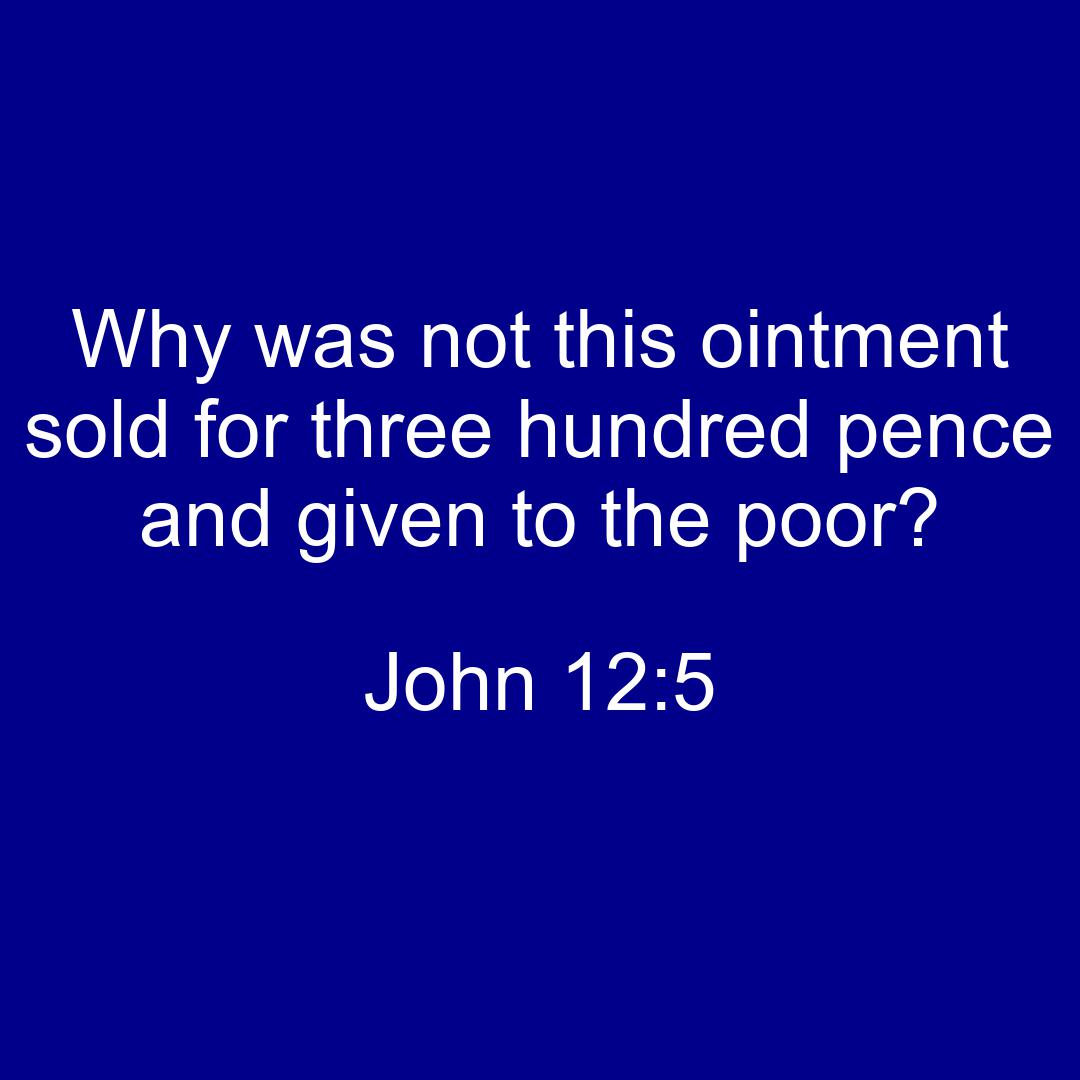 Why was not this ointment
sold for three hundred pence
and given to the poor?
John 12:5